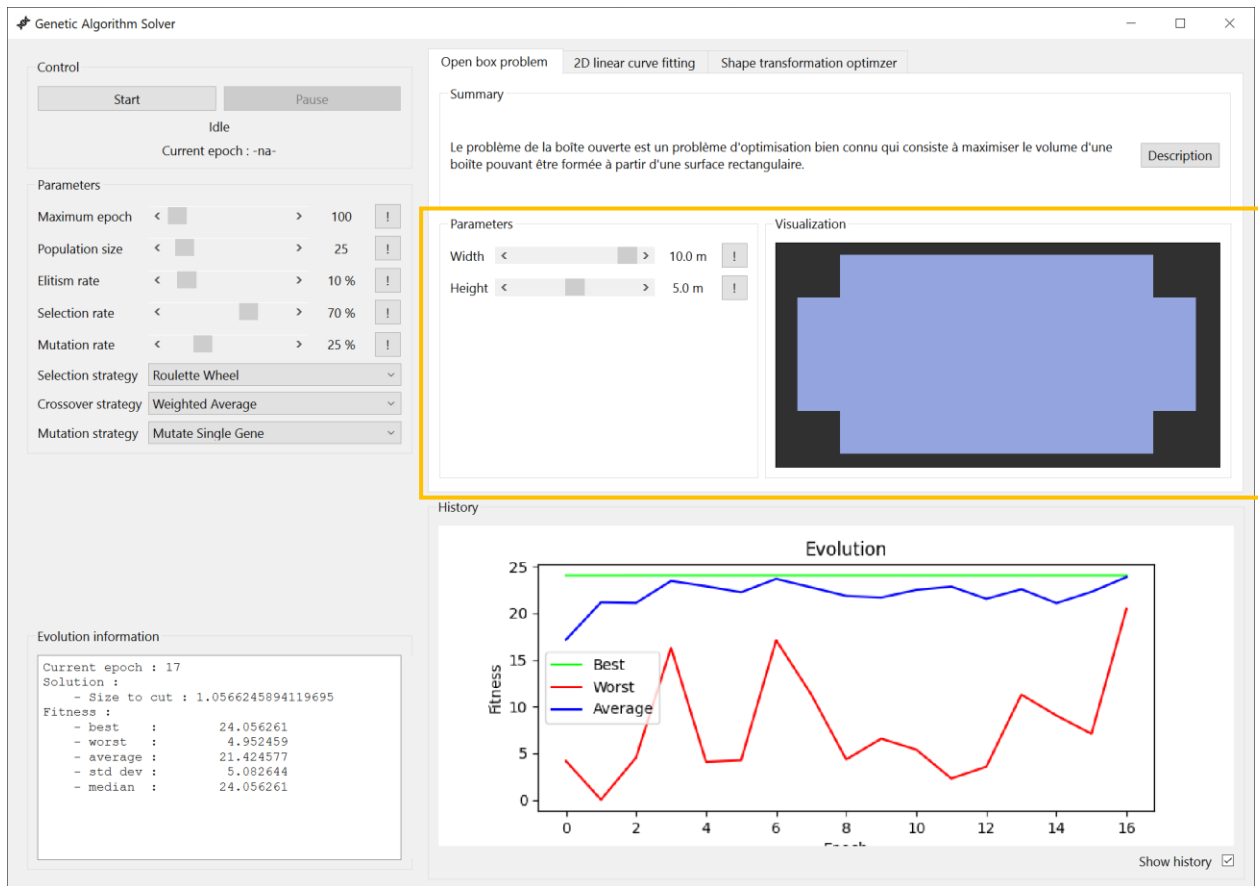 Genetic Algorithm Solver
Control
Start
Pause
Idle
Current epoch : -na-
Parameters
Maximum epoch < > 100 !
Population size < > 25 !
Elitism rate < > 10 % !
Selection rate < > 70 % !
Mutation rate < > 25 % !
Selection strategy Roulette Wheel
Crossover strategy Weighted Average
Mutation strategy Mutate Single Gene
Evolution information
Current epoch : 17
Solution :
- Size to cut : 1.0566245894119695
Fitness :
- best : 24.056261
- worst : 4.952459
- average : 21.424577
- std dev : 5.082644
- median : 24.056261
Open box problem
2D linear curve fitting
Shape transformation optimzer
Summary
Le problème de la boîte ouverte est un problème d'optimisation bien connu qui consiste à maximiser le volume d'une
boîte pouvant être formée à partir d'une surface rectangulaire.
Description
Parameters
Width < > 10.0 m !
Height < > 5.0 m !
Visualization
History
Evolution
Fitness
25
20
15
10
5
0
Best
Worst
Average
0 2 4 6 8 10 12 14 16
Epoch
Show history